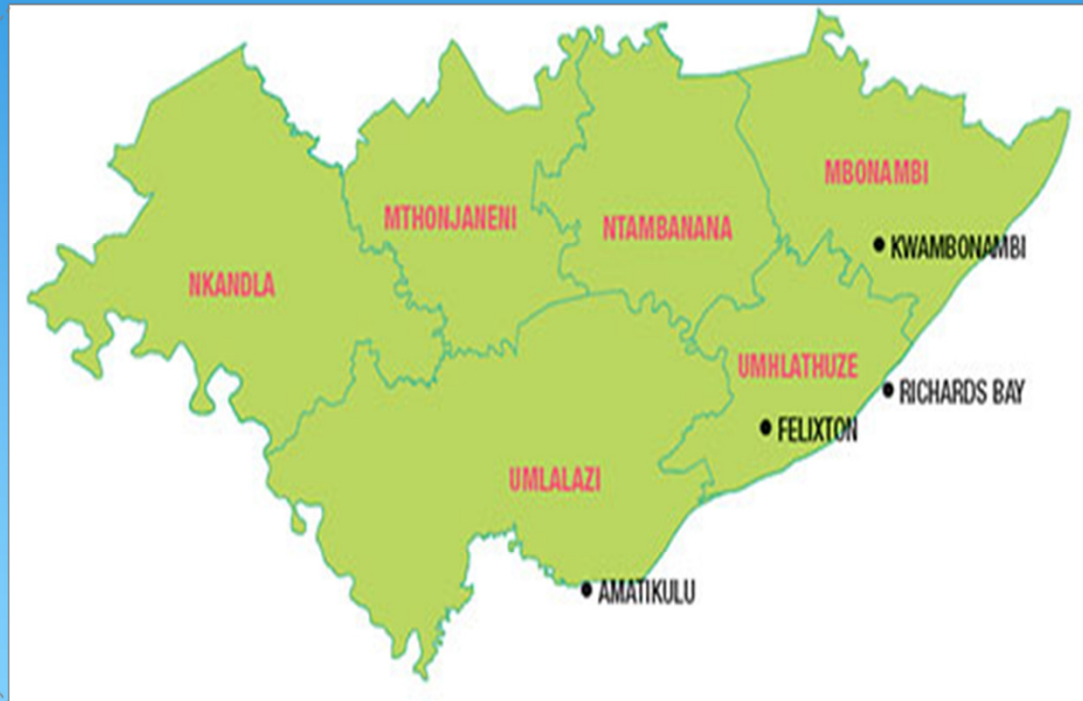 MBONAMBI
MTHONJANENI
NTAMBANANA
KWAMBONAMBI
NKANDLA
UMHLATHUZE
RICHARDS BAY
FELIXTON
UMLALAZI
AMATIKULU